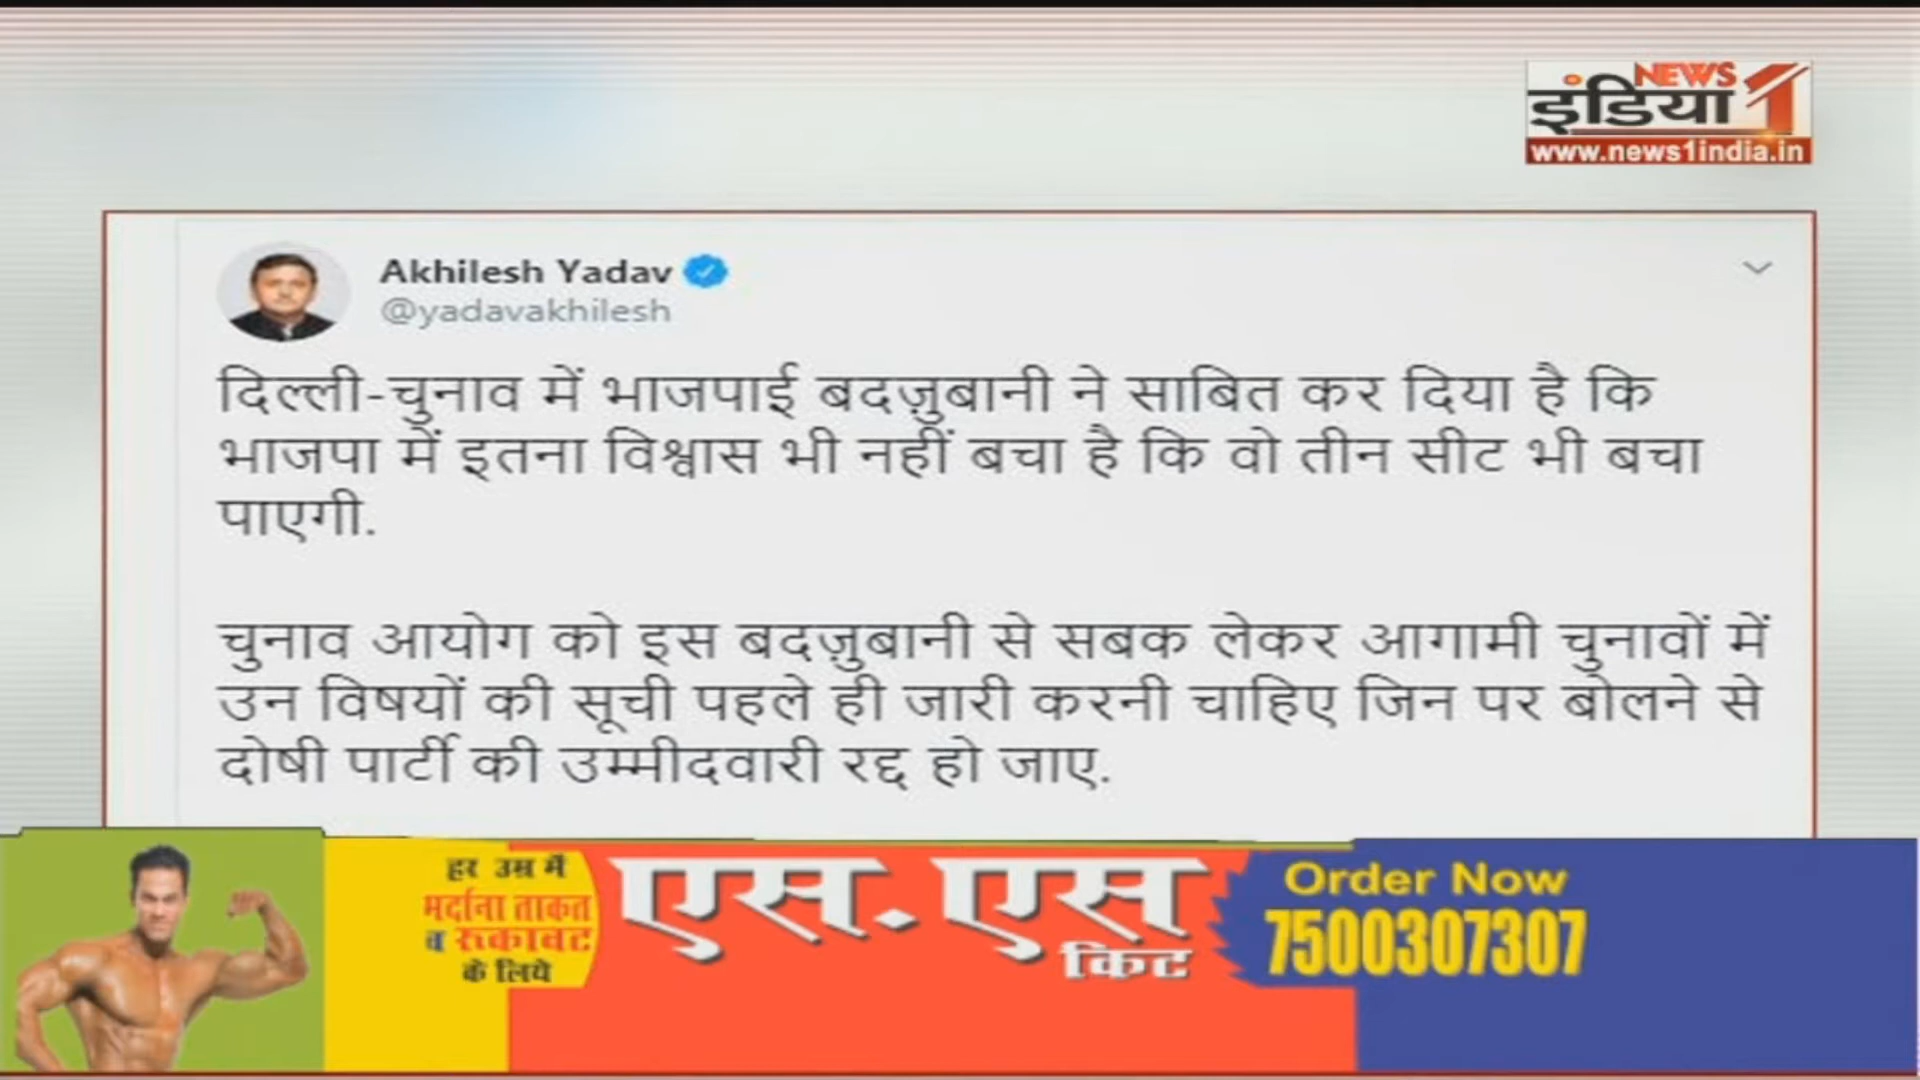 NEWS
इंडिया 1
www.news1india.in
Akhilesh Yadav
@yadavakhilesh
दिल्ली-चुनाव में भाजपाई बदज़ुबानी ने साबित कर दिया है कि
भाजपा में इतना विश्वास भी नहीं बचा है कि वो तीन सीट भी बचा
पाएगी.
चुनाव आयोग को इस बदज़ुबानी से सबक लेकर आगामी चुनावों में
उन विषयों की सूची पहले ही जारी करनी चाहिए जिन पर बोलने से
दोषी पार्टी की उम्मीदवारी रद्द हो जाए.
हर उम्र में
मर्दाना ताकत
व रूकावट
के लिये
एस.एस
किट
Order Now
7500307307